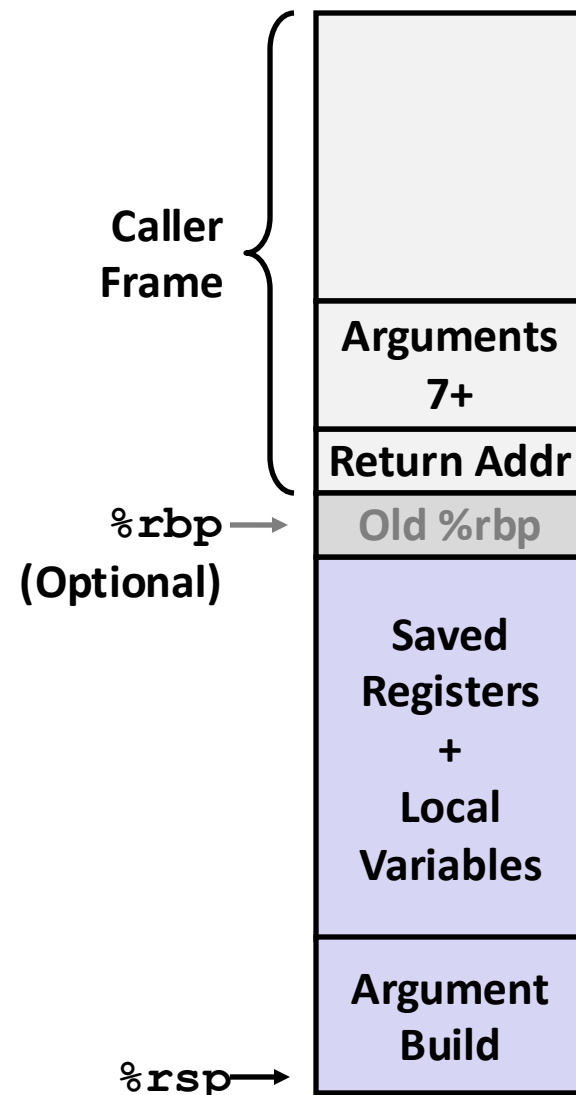 Caller
Frame
Arguments
7+
Return Addr
%rbp
Old %rbp
(Optional)
Saved
Registers
+
Local
Variables
Argument
Build
%rsp